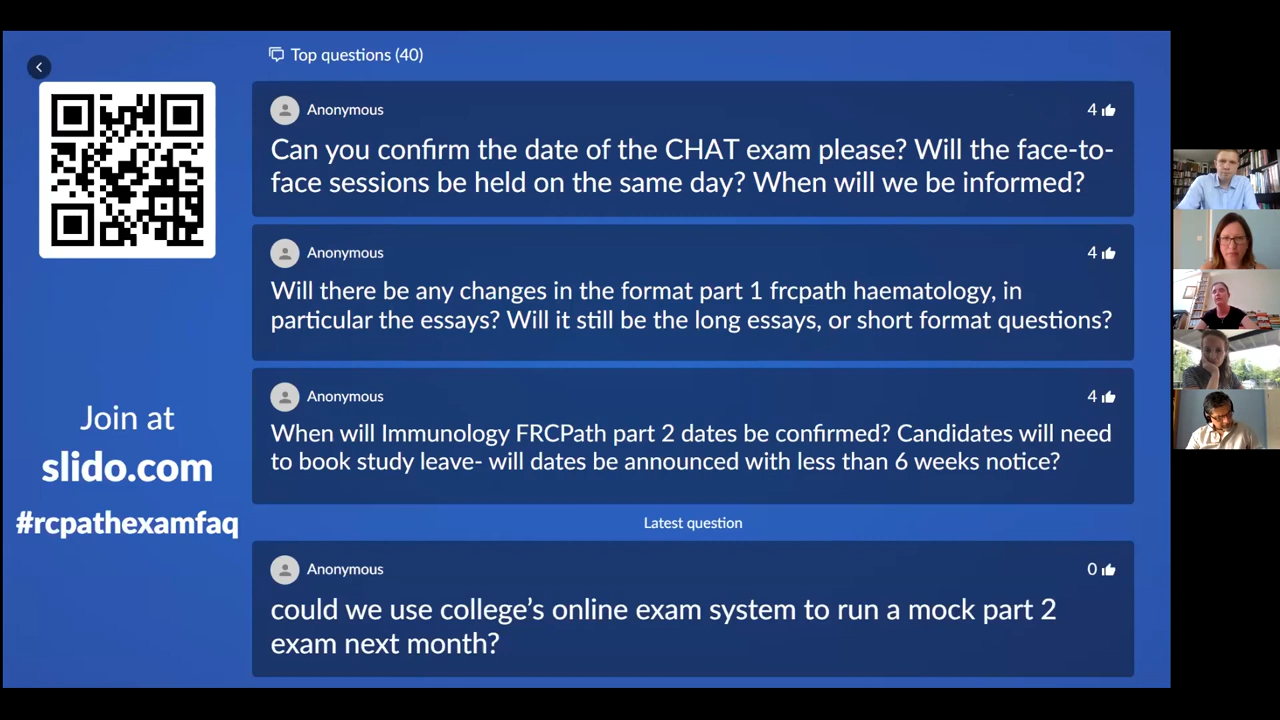 Top questions (40)
Anonymous
4
Can you confirm the date of the CHAT exam please? Will the face-to-
face sessions be held on the same day? When will we be informed?
Anonymous
4
Will there be any changes in the format part 1 frcpath haematology, in
particular the essays? Will it still be the long essays, or short format questions?
Anonymous
4
When will Immunology FRCPath part 2 dates be confirmed? Candidates will need
to book study leave- will dates be announced with less than 6 weeks notice?
Latest question
Anonymous
0
could we use college's online exam system to run a mock part 2
exam next month?
Join at
slido.com
#rcpathexamfaq